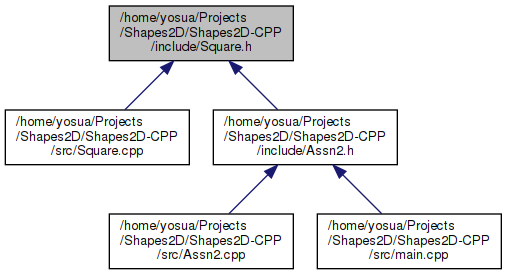 /home/yosua/Projects
/Shapes2D/Shapes2D-CPP
/include/Square.h
/home/yosua/Projects
/Shapes2D/Shapes2D-CPP
/src/Square.cpp
/home/yosua/Projects
/Shapes2D/Shapes2D-CPP
/include/Assn2.h
/home/yosua/Projects
/Shapes2D/Shapes2D-CPP
/src/Assn2.cpp
/home/yosua/Projects
/Shapes2D/Shapes2D-CPP
/src/main.cpp